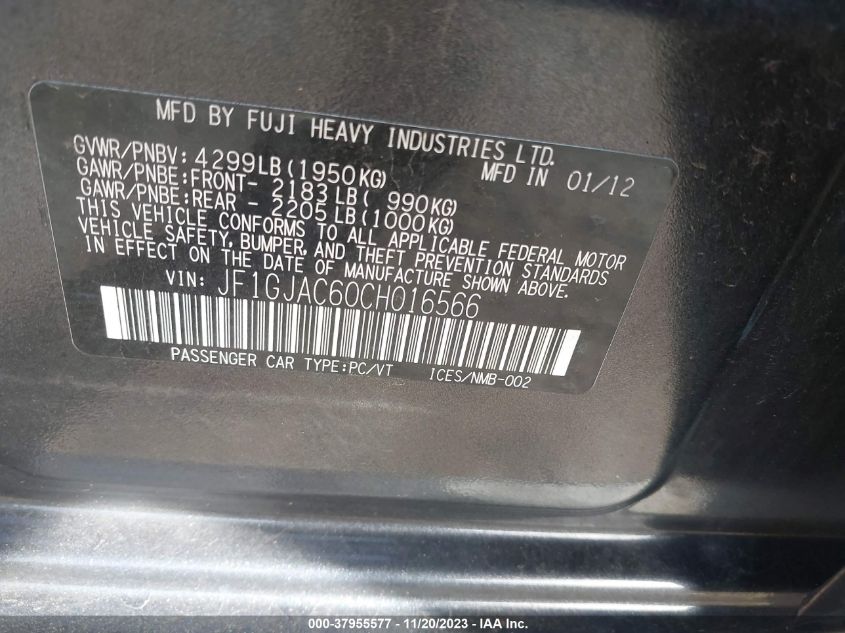 MFD BY FUJI HEAVY INDUSTRIES LTD.
GVWR/PNBV: 4299LB(1950KG) MFD IN 01/12
GAWR/PNBE:FRONT- 2183LB( 990KG)
GAWR/PNBE:REAR - 2205LB(1000KG)
THIS VEHICLE CONFORMS TO ALL APPLICABLE FEDERAL MOTOR
VEHICLE SAFETY, BUMPER, AND THEFT PREVENTION STANDARDS
IN EFFECT ON THE DATE OF MANUFACTURE SHOWN ABOVE.
VIN: JF1GJAC60CH016566
PASSENGER CAR TYPE:PC/VT ICES/NMB-002
000-37955577 - 11/20/2023 - IAA Inc.